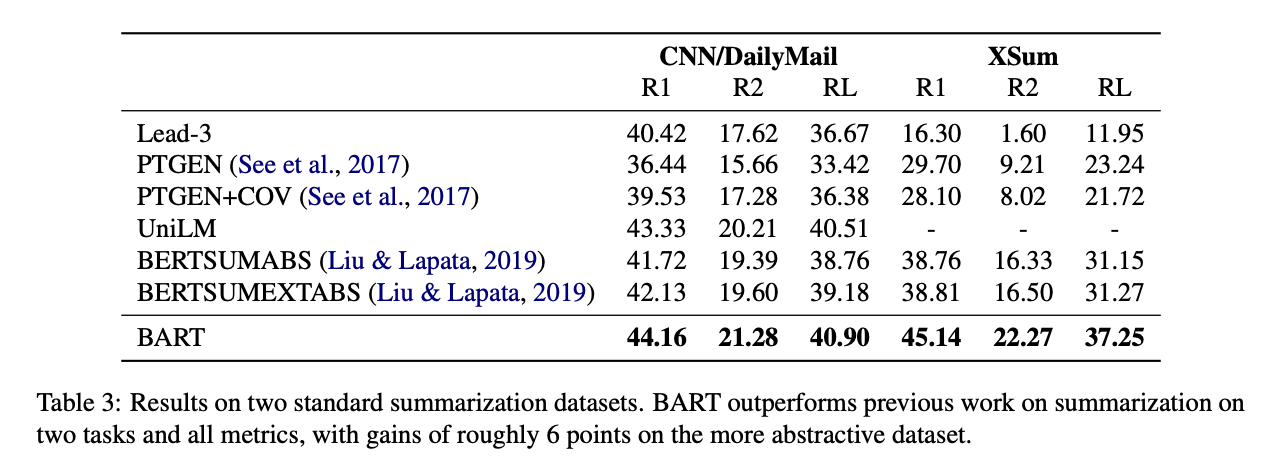 CNN/DailyMail XSum
R1 R2 RL R1 R2 RL
Lead-3 40.42 17.62 36.67 16.30 1.60 11.95
PTGEN (See et al., 2017) 36.44 15.66 33.42 29.70 9.21 23.24
PTGEN+COV (See et al., 2017) 39.53 17.28 36.38 28.10 8.02 21.72
UniLM 43.33 20.21 40.51 - - -
BERTSUMABS (Liu & Lapata, 2019) 41.72 19.39 38.76 38.76 16.33 31.15
BERTSUMEXTABS (Liu & Lapata, 2019) 42.13 19.60 39.18 38.81 16.50 31.27
BART 44.16 21.28 40.90 45.14 22.27 37.25
Table 3: Results on two standard summarization datasets. BART outperforms previous work on summarization on
two tasks and all metrics, with gains of roughly 6 points on the more abstractive dataset.